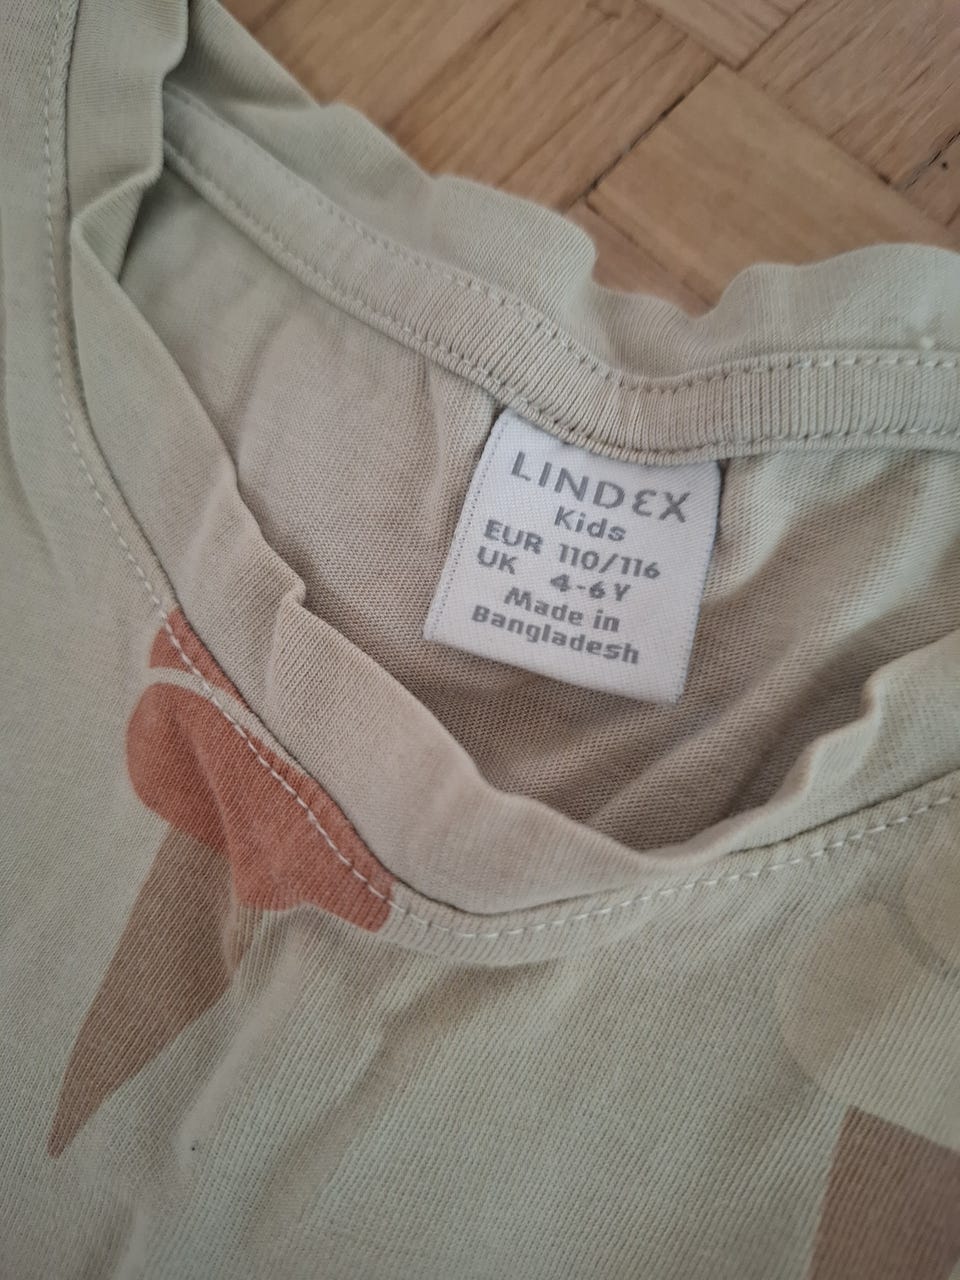 LINDEX
Kids
EUR 110/116
UK 4-6Y
Made in
Bangladesh